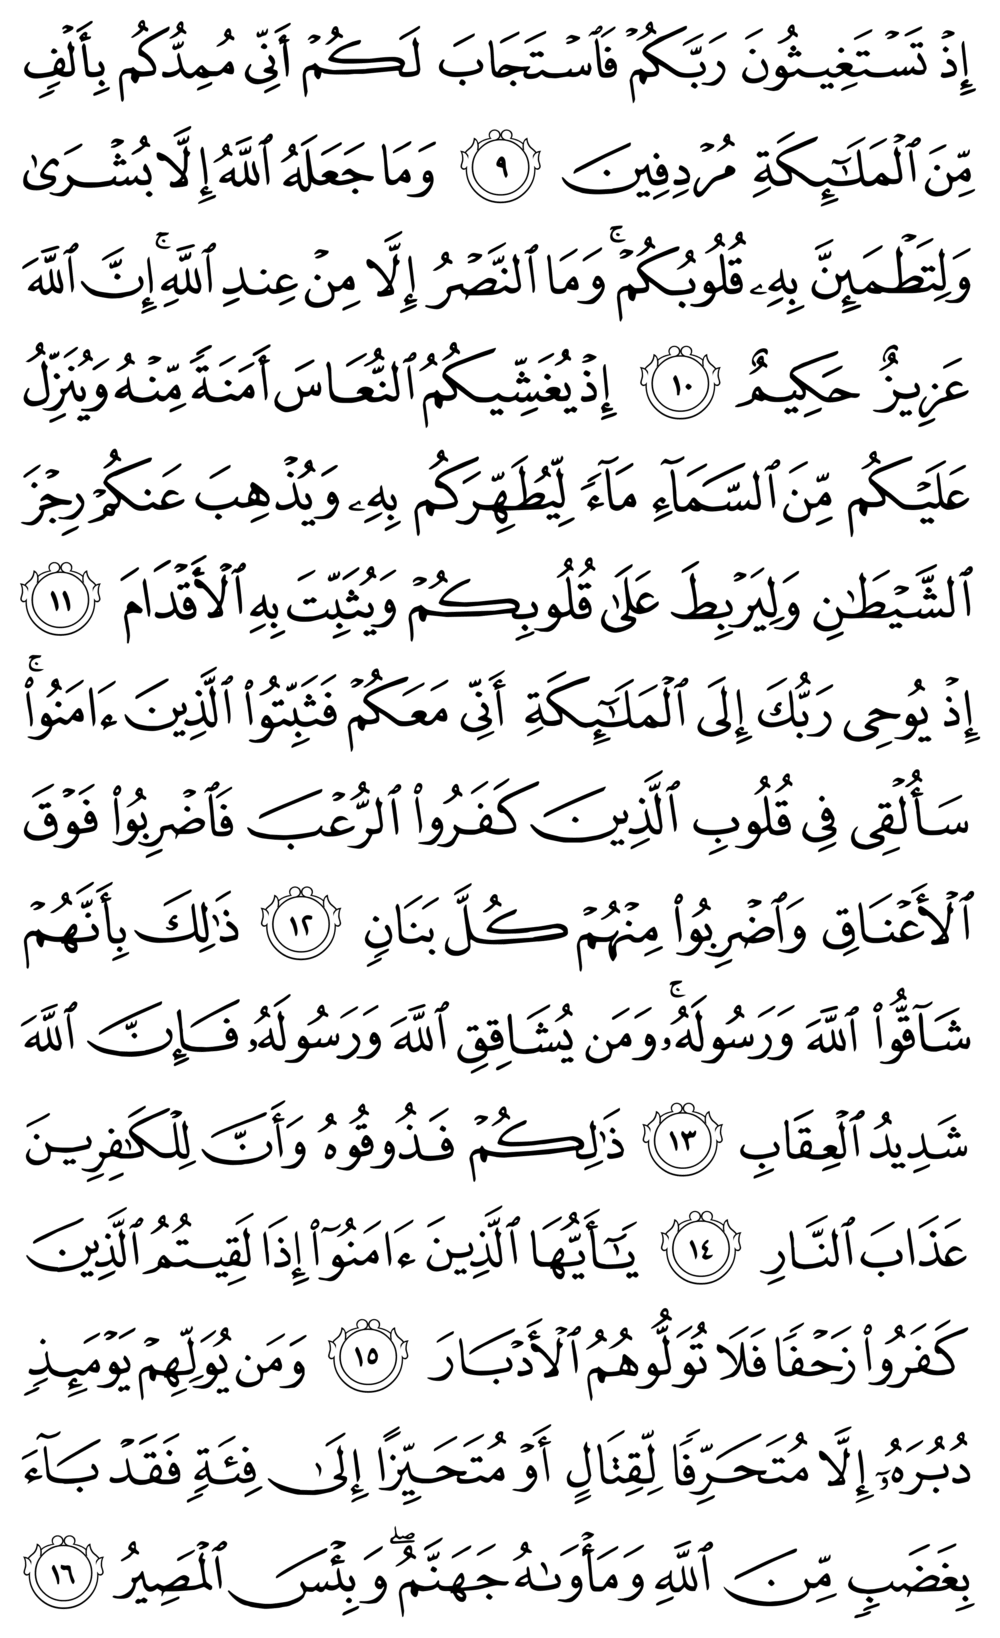 إِذۡ تَسۡتَغِيثُونَ رَبَّكُمۡ فَٱسۡتَجَابَ لَكُمۡ أَنِّي مُمِدُّكُم بِأَلۡفٖ
مِّنَ ٱلۡمَلَٰٓئِكَةِ مُرۡدِفِينَ ٩ وَمَا جَعَلَهُ ٱللَّهُ إِلَّا بُشۡرَىٰ
وَلِتَطۡمَئِنَّ بِهِۦ قُلُوبُكُمۡۚ وَمَا ٱلنَّصۡرُ إِلَّا مِنۡ عِندِ ٱللَّهِۚ إِنَّ ٱللَّهَ
عَزِيزٌ حَكِيمٌ ١٠ إِذۡ يُغَشِّيكُمُ ٱلنُّعَاسَ أَمَنَةٗ مِّنۡهُ وَيُنَزِّلُ
عَلَيۡكُم مِّنَ ٱلسَّمَآءِ مَآءٗ لِّيُطَهِّرَكُم بِهِۦ وَيُذۡهِبَ عَنكُمۡ رِجۡزَ
ٱلشَّيۡطَٰنِ وَلِيَرۡبِطَ عَلَىٰ قُلُوبِكُمۡ وَيُثَبِّتَ بِهِ ٱلۡأَقۡدَامَ ١١
إِذۡ يُوحِي رَبُّكَ إِلَى ٱلۡمَلَٰٓئِكَةِ أَنِّي مَعَكُمۡ فَثَبِّتُواْ ٱلَّذِينَ ءَامَنُواْۚ
سَأُلۡقِي فِي قُلُوبِ ٱلَّذِينَ كَفَرُواْ ٱلرُّعۡبَ فَٱضۡرِبُواْ فَوۡقَ
ٱلۡأَعۡنَاقِ وَٱضۡرِبُواْ مِنۡهُمۡ كُلَّ بَنَانٖ ١٢ ذَٰلِكَ بِأَنَّهُمۡ
شَآقُّواْ ٱللَّهَ وَرَسُولَهُۥۚ وَمَن يُشَاقِقِ ٱللَّهَ وَرَسُولَهُۥ فَإِنَّ ٱللَّهَ
شَدِيدُ ٱلۡعِقَابِ ١٣ ذَٰلِكُمۡ فَذُوقُوهُ وَأَنَّ لِلۡكَٰفِرِينَ
عَذَابَ ٱلنَّارِ ١٤ يَٰٓأَيُّهَا ٱلَّذِينَ ءَامَنُوٓاْ إِذَا لَقِيتُمُ ٱلَّذِينَ
كَفَرُواْ زَحۡفٗا فَلَا تُوَلُّوهُمُ ٱلۡأَدۡبَارَ ١٥ وَمَن يُوَلِّهِمۡ يَوۡمَئِذٖ
دُبُرَهُۥٓ إِلَّا مُتَحَرِّفٗا لِّقِتَالٍ أَوۡ مُتَحَيِّزًا إِلَىٰ فِئَةٖ فَقَدۡ بَآءَ
بِغَضَبٖ مِّنَ ٱللَّهِ وَمَأۡوَىٰهُ جَهَنَّمُۖ وَبِئۡسَ ٱلۡمَصِيرُ ١٦